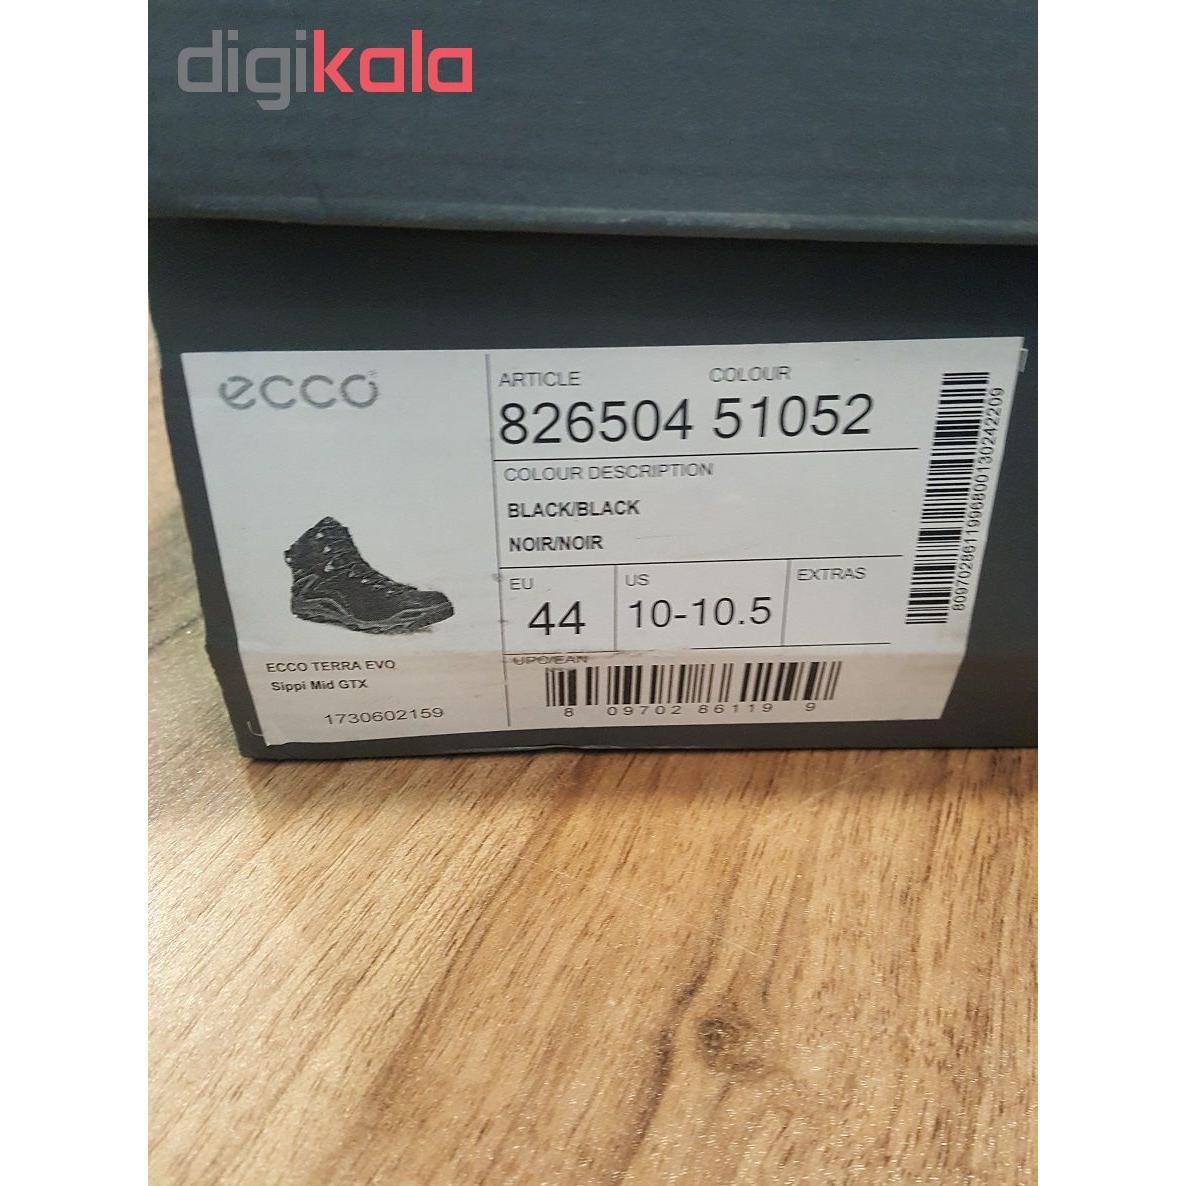 digikala
ecco
ARTICLE COLOUR
826504 51052
COLOUR DESCRIPTION
BLACK/BLACK
NOIR/NOIR
EU US EXTRAS
44 10-10.5
UPC/EAN
8 09702 86119 9
ECCO TERRA EVO
Sippi Mid GTX
1730602159
8097028611996800130242209